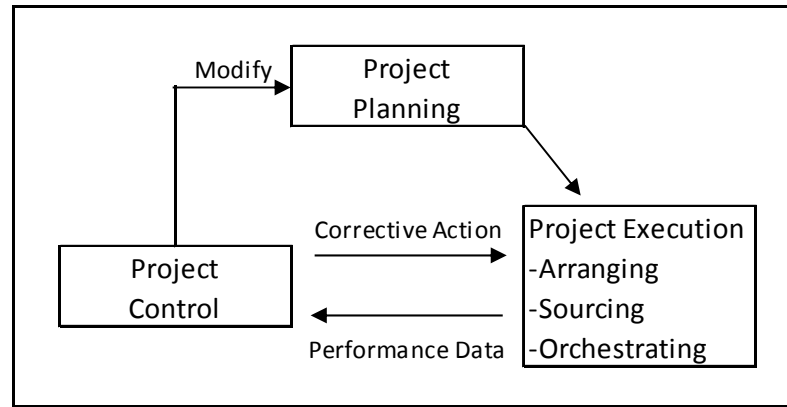 Modify
Project
Planning
Corrective Action
Project Execution
-Arranging
-Sourcing
-Orchestrating
Project
Control
Performance Data